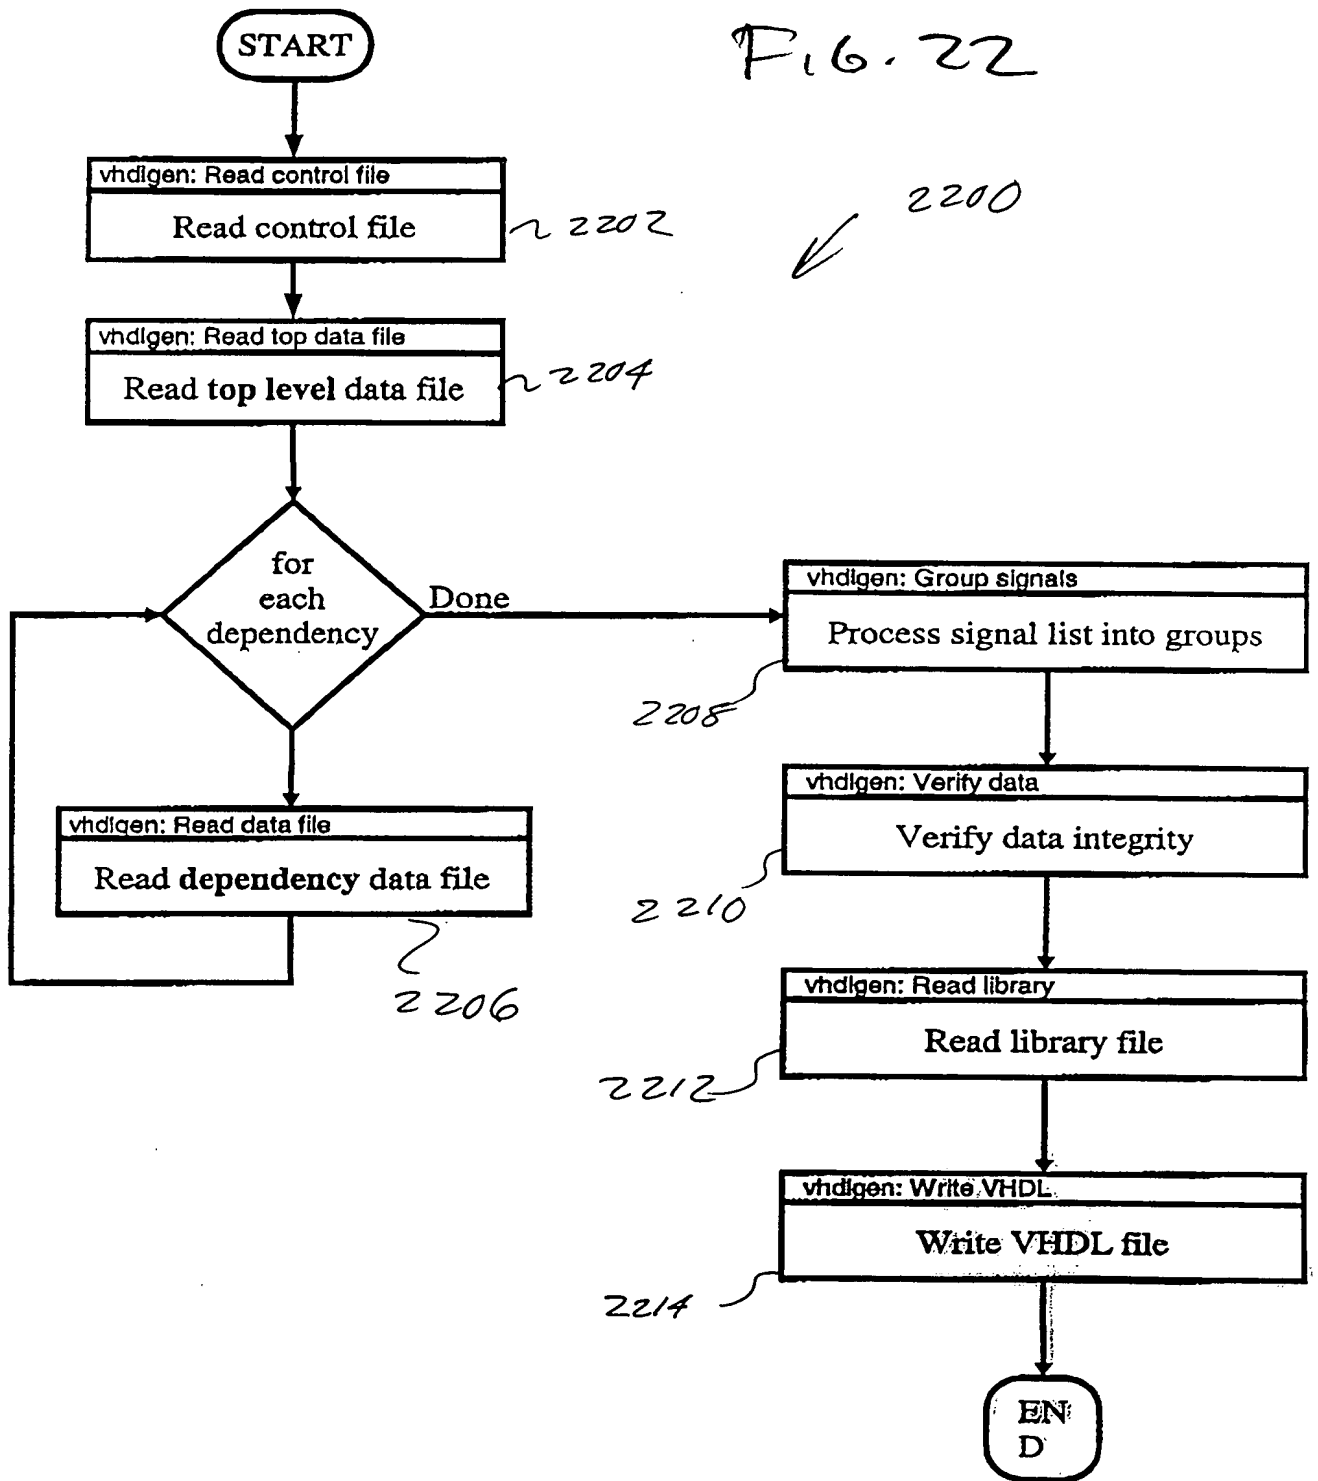 START
FIG. 22
vhdlgen: Read control file
Read control file
2202
2200
vhdlgen: Read top data file
Read top level data file
2204
for
each
dependency
Done
vhdlgen: Read data file
Read dependency data file
2206
vhdlgen: Group signals
Process signal list into groups
2208
vhdlgen: Verify data
Verify data integrity
2210
vhdlgen: Read library
Read library file
2212
vhdlgen: Write VHDL
Write VHDL file
2214
EN
D